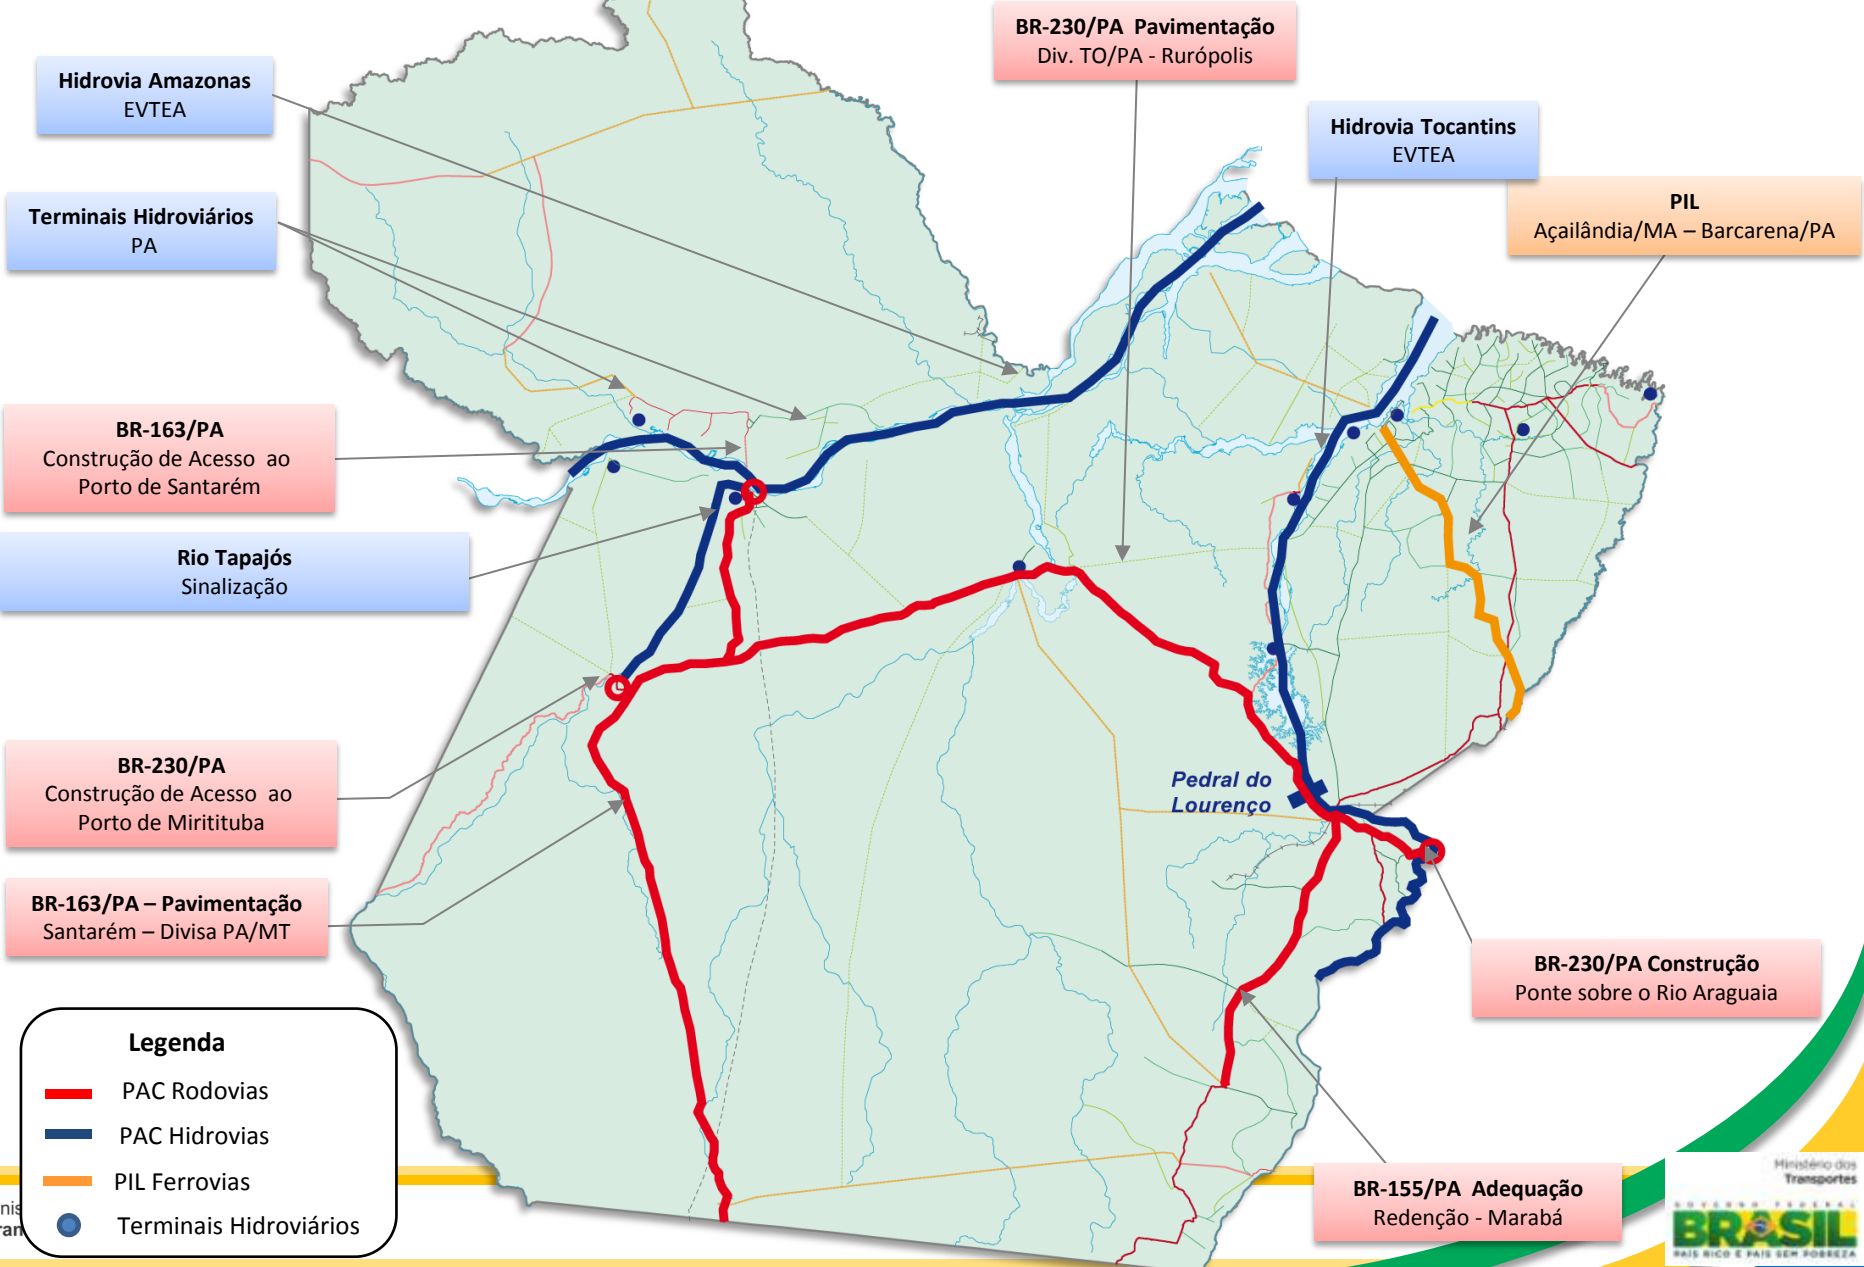 BR-230/PA Pavimentação
Div. TO/PA - Rurópolis
Hidrovia Amazonas
EVTEA
Hidrovia Tocantins
EVTEA
Terminais Hidroviários
PA
PIL
Açailândia/MA – Barcarena/PA
BR-163/PA
Construção de Acesso ao
Porto de Santarém
Rio Tapajós
Sinalização
BR-230/PA
Construção de Acesso ao
Porto de Miritituba
Pedral do
Lourenço
BR-163/PA – Pavimentação
Santarém – Divisa PA/MT
BR-230/PA Construção
Ponte sobre o Rio Araguaia
Legenda
PAC Rodovias
PAC Hidrovias
PIL Ferrovias
Terminais Hidroviários
BR-155/PA Adequação
Redenção - Marabá
Ministério dos
Transportes
GOVERNO FEDERAL
BRASIL
PAÍS RICO É PAÍS SEM POBREZA